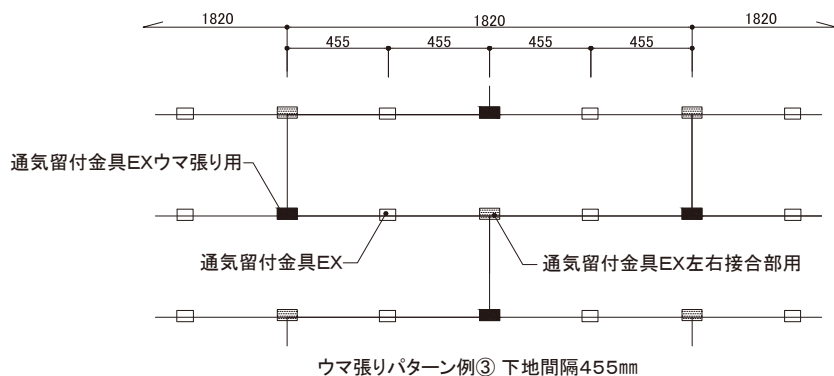 1820 1820 1820
455 455 455 455
通気留付金具EXウマ張り用
通気留付金具EX
通気留付金具EX左右接合部用
ウマ張りパターン例③ 下地間隔455㎜